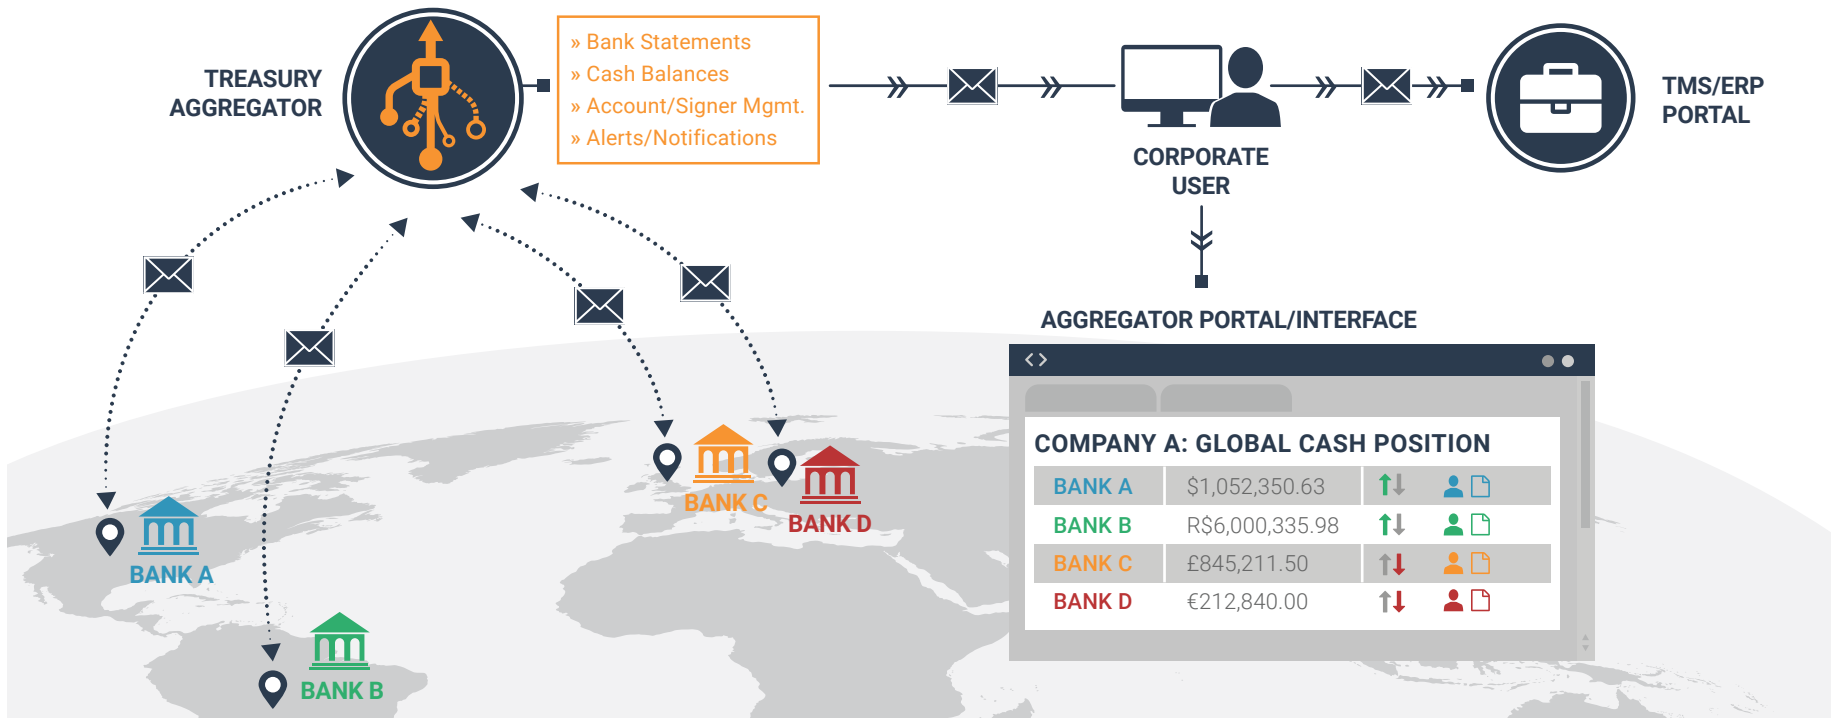 TREASURY
AGGREGATOR
» Bank Statements
» Cash Balances
» Account/Signer Mgmt.
» Alerts/Notifications
CORPORATE
USER
TMS/ERP
PORTAL
AGGREGATOR PORTAL/INTERFACE
COMPANY A: GLOBAL CASH POSITION
BANK A $1,052,350.63
BANK B R$6,000,335.98
BANK C £845,211.50
BANK D €212,840.00
BANK C
BANK D
BANK A
BANK B